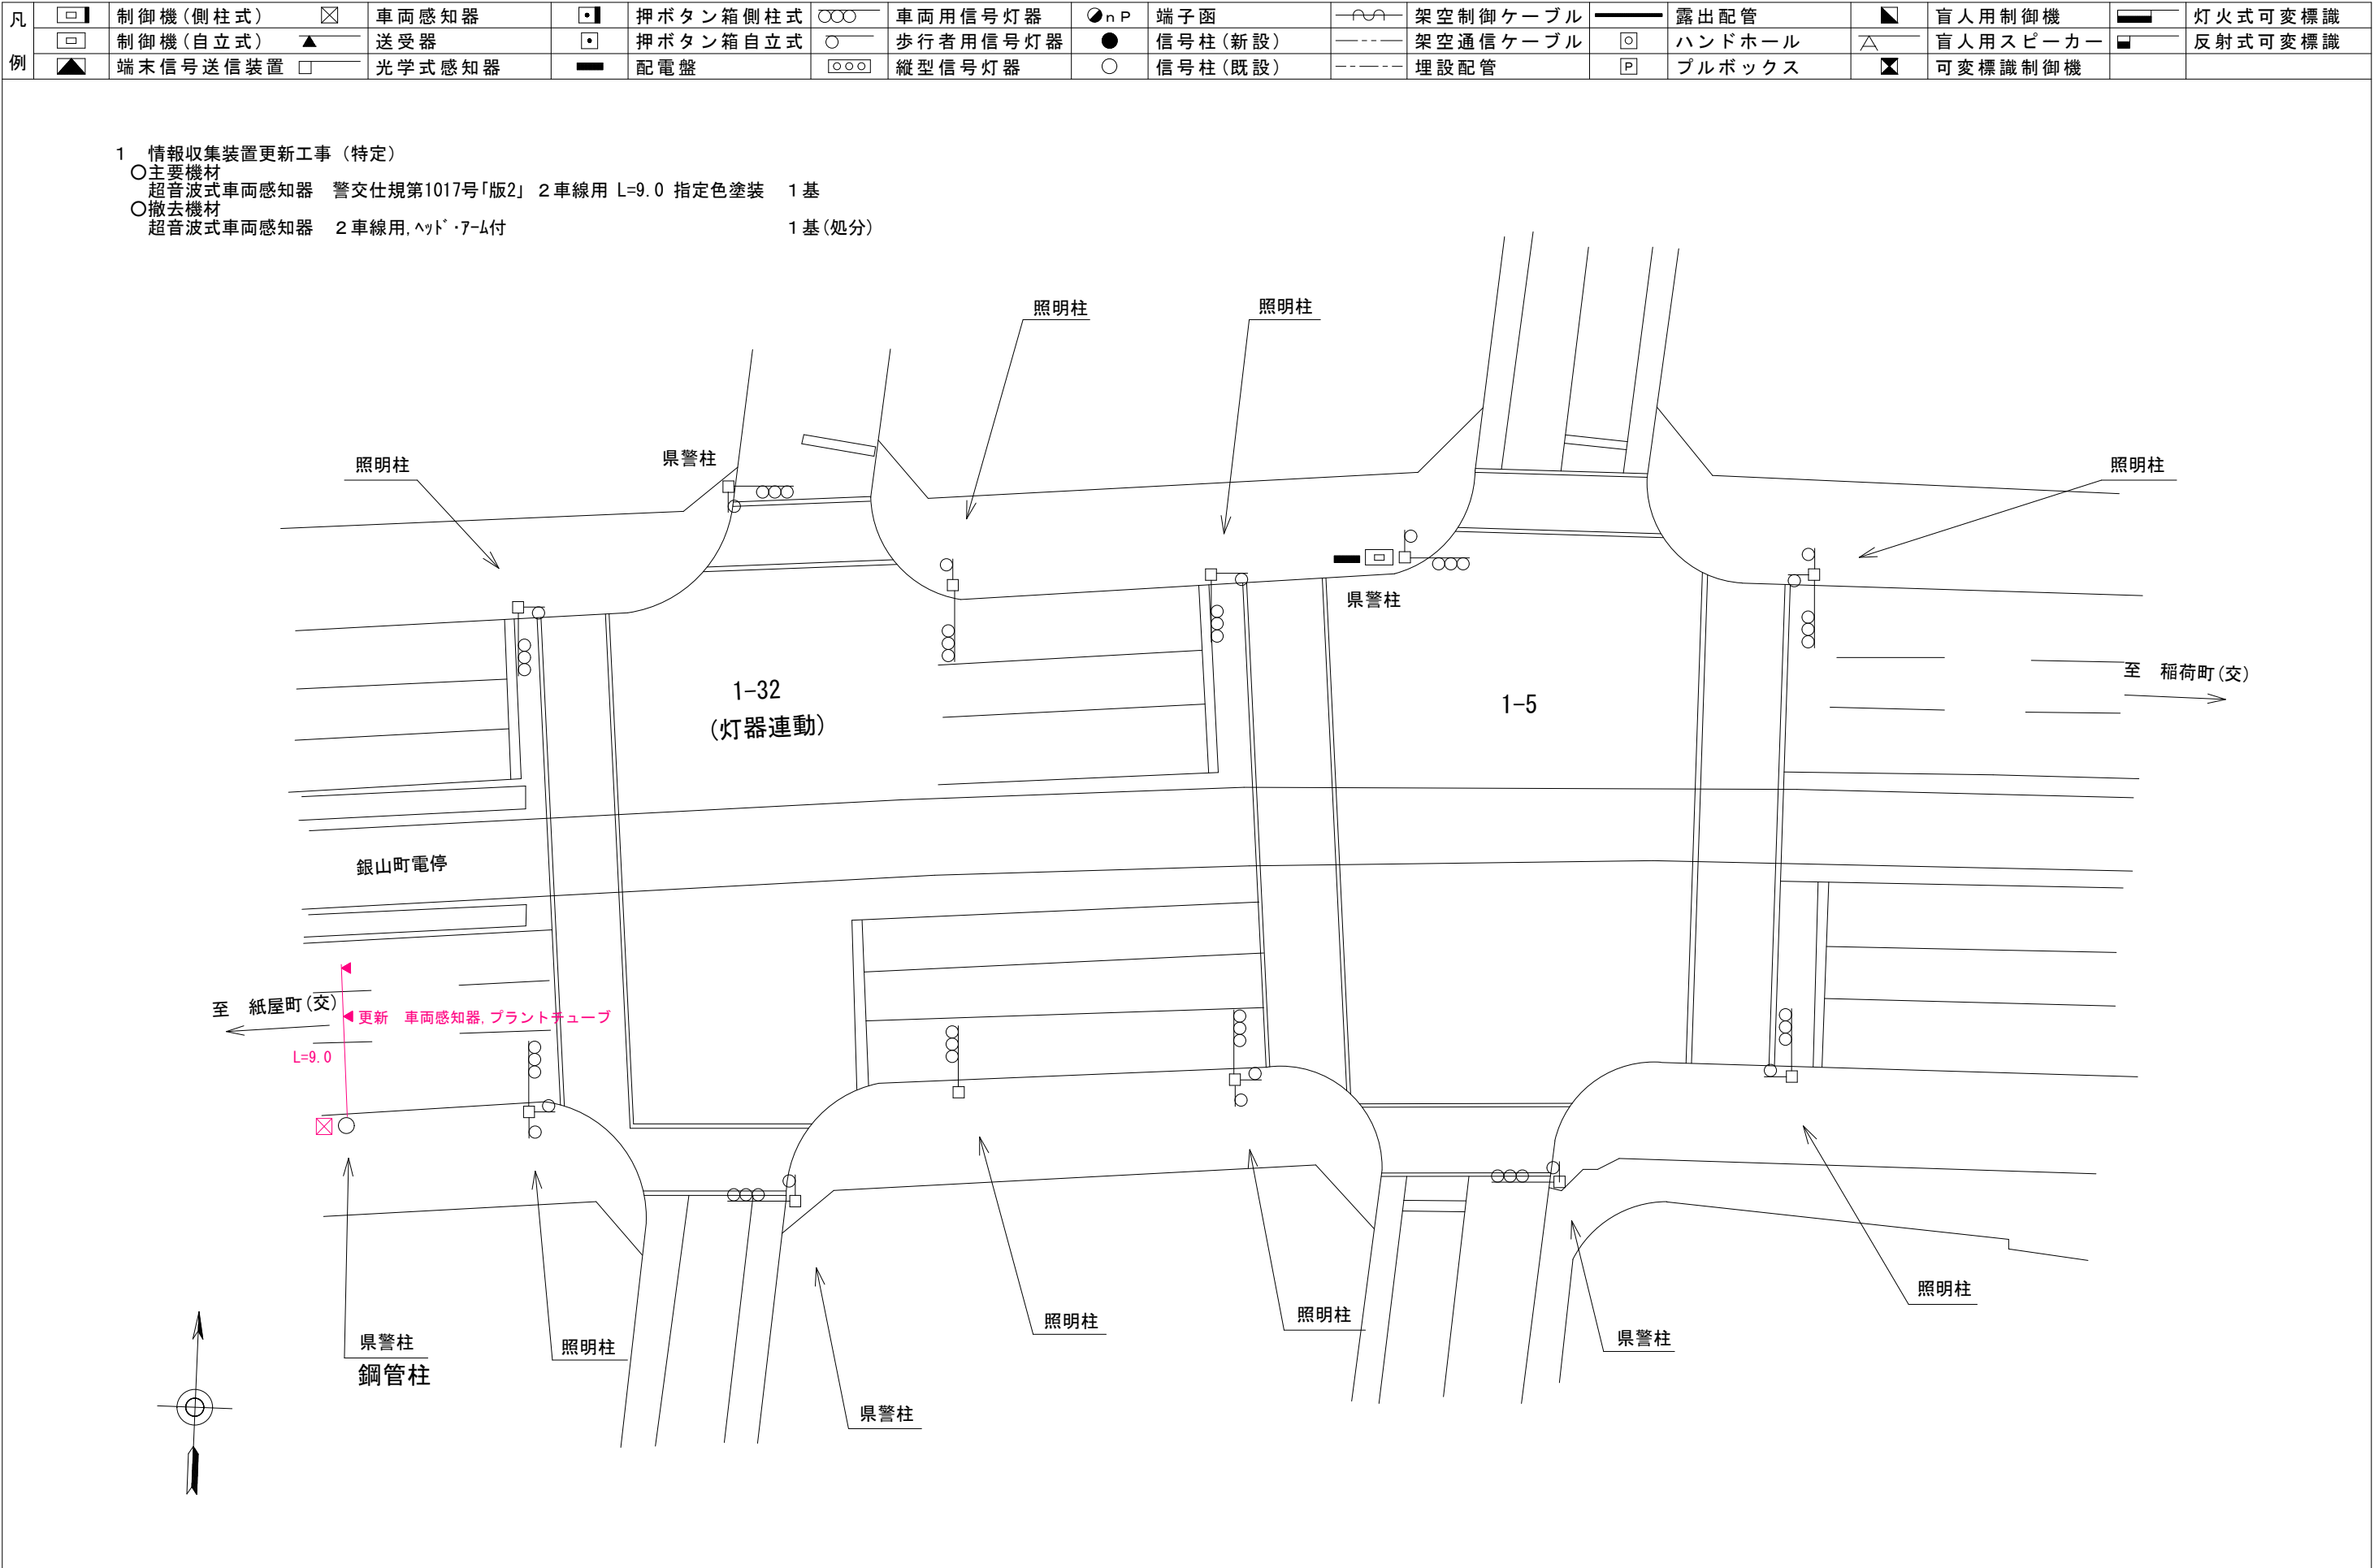 凡例
制御機(側柱式) 車両感知器 押ボタン箱側柱式 車両用信号灯器 nP 端子函 架空制御ケーブル 露出配管 盲人用制御機 灯火式可変標識
制御機(自立式) 送受器 押ボタン箱自立式 歩行者用信号灯器 信号柱(新設) 架空通信ケーブル ハンドホール 盲人用スピーカー 反射式可変標識
端末信号送信装置 光学式感知器 配電盤 縦型信号灯器 信号柱(既設) 埋設配管 P プルボックス 可変標識制御機
1 情報収集装置更新工事(特定)
○主要機材
超音波式車両感知器 警交仕規第1017号「版2」 2車線用 L=9.0 指定色塗装 1基
○撤去機材
超音波式車両感知器 2車線用,ヘッド・アーム付 1基(処分)
照明柱
照明柱
県警柱
照明柱
照明柱
県警柱
1-32
(灯器連動)
1-5
至 稲荷町(交)
銀山町電停
至 紙屋町(交)
更新 車両感知器,プラントチューブ
L=9.0
照明柱
照明柱
照明柱
県警柱
県警柱
鋼管柱
照明柱
県警柱